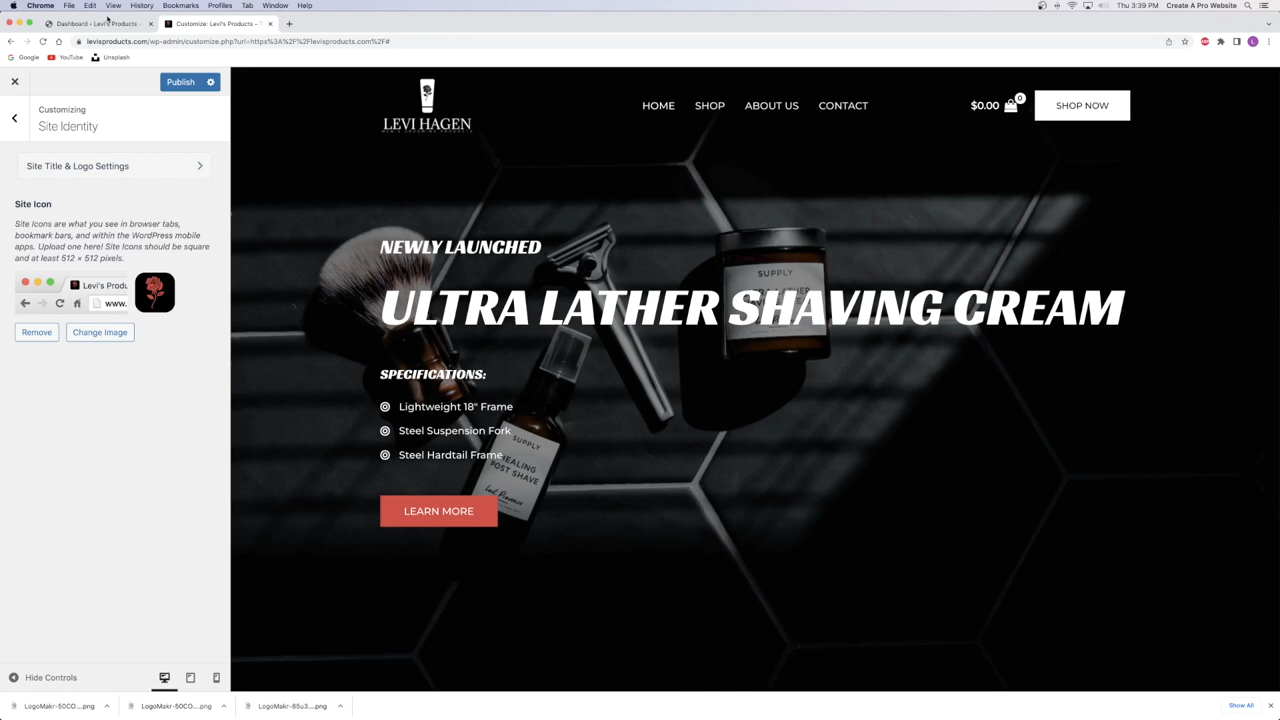 Chrome File Edit View History Bookmarks Profiles Tab Window Help
Thu 3:39 PM Create A Pro Website
Dashboard ‹ Levi's Products -
Customize: Levi's Products – T
levisproducts.com/wp-admin/customize.php?url=https%3A%2F%2Flevisproducts.com%2F#
L
Google YouTube Unsplash
Publish
Customizing
Site Identity
Site Title & Logo Settings
Site Icon
Site Icons are what you see in browser tabs,
bookmark bars, and within the WordPress mobile
apps. Upload one here! Site Icons should be square
and at least 512 × 512 pixels.
Levi's Produ
www.
Remove
Change Image
Hide Controls
LEVI HAGEN
MEN'S GROOMING PRODUCTS
HOME SHOP ABOUT US CONTACT
$0.00 0
SHOP NOW
NEWLY LAUNCHED
ULTRA LATHER SHAVING CREAM
SPECIFICATIONS:
Lightweight 18" Frame
Steel Suspension Fork
Steel Hardtail Frame
LEARN MORE
SUPPLY
SUPPLY
HEALING
POST SHAVE
LogoMakr-50CO....png
LogoMakr-50CO....png
LogoMakr-85u3....png
Show All